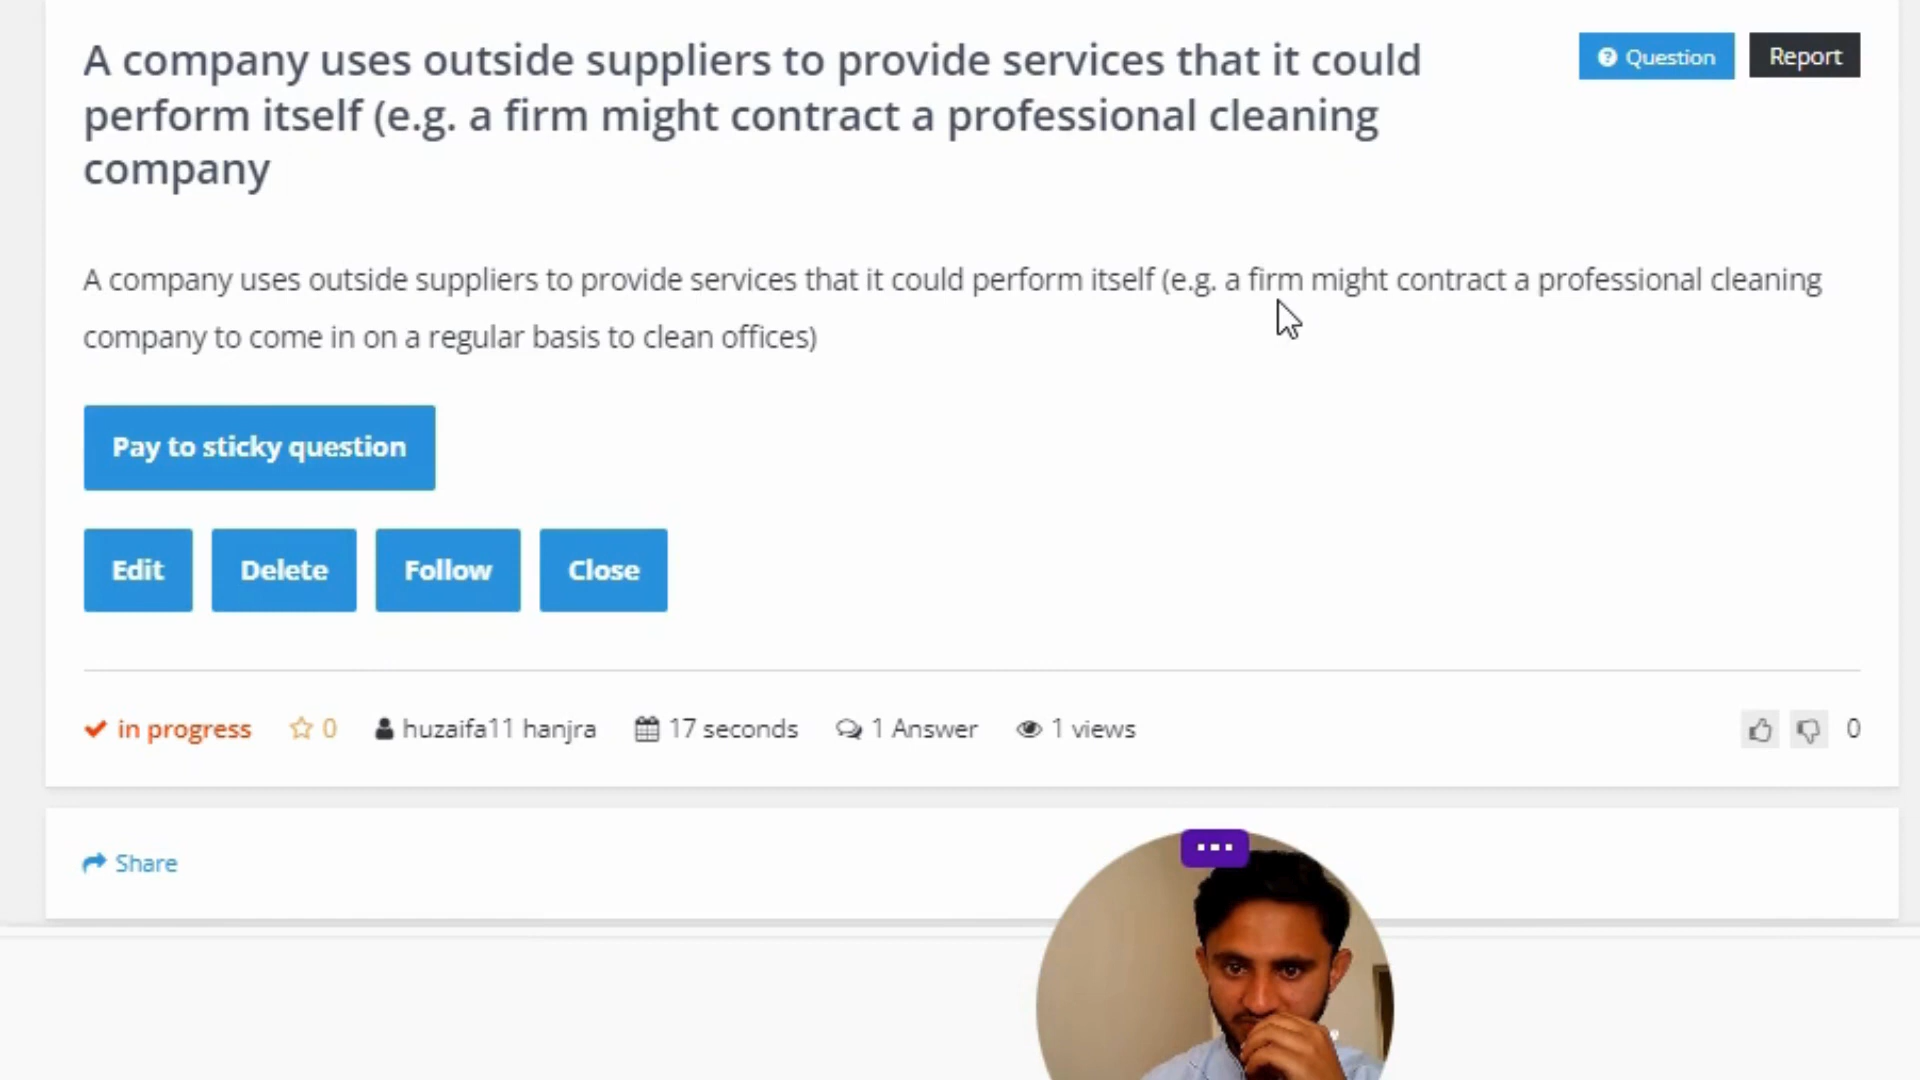 A company uses outside suppliers to provide services that it could
perform itself (e.g. a firm might contract a professional cleaning
company
Question
Report
A company uses outside suppliers to provide services that it could perform itself (e.g. a firm might contract a professional cleaning
company to come in on a regular basis to clean offices)
Pay to sticky question
Edit
Delete
Follow
Close
in progress
0
huzaifa11 hanjra
17 seconds
1 Answer
1 views
0
Share